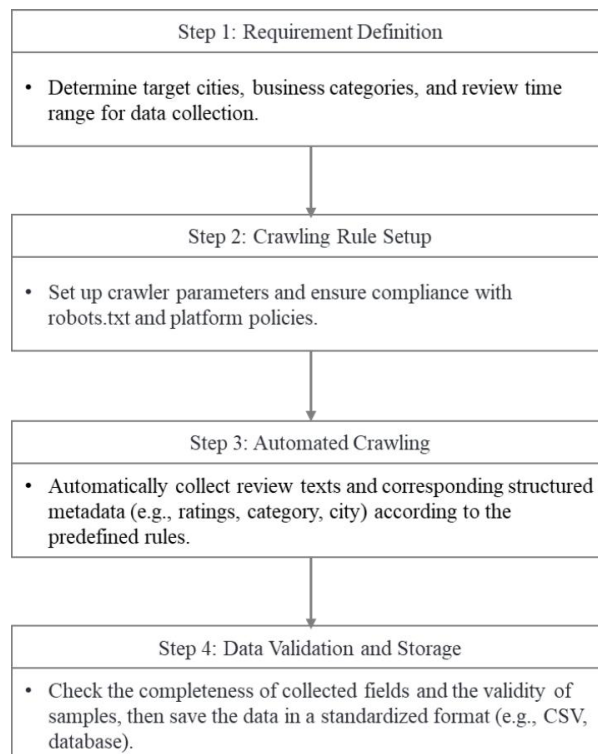 Step 1: Requirement Definition
• Determine target cities, business categories, and review time
range for data collection.
Step 2: Crawling Rule Setup
• Set up crawler parameters and ensure compliance with
robots.txt and platform policies.
Step 3: Automated Crawling
• Automatically collect review texts and corresponding structured
metadata (e.g., ratings, category, city) according to the
predefined rules.
Step 4: Data Validation and Storage
• Check the completeness of collected fields and the validity of
samples, then save the data in a standardized format (e.g., CSV,
database).